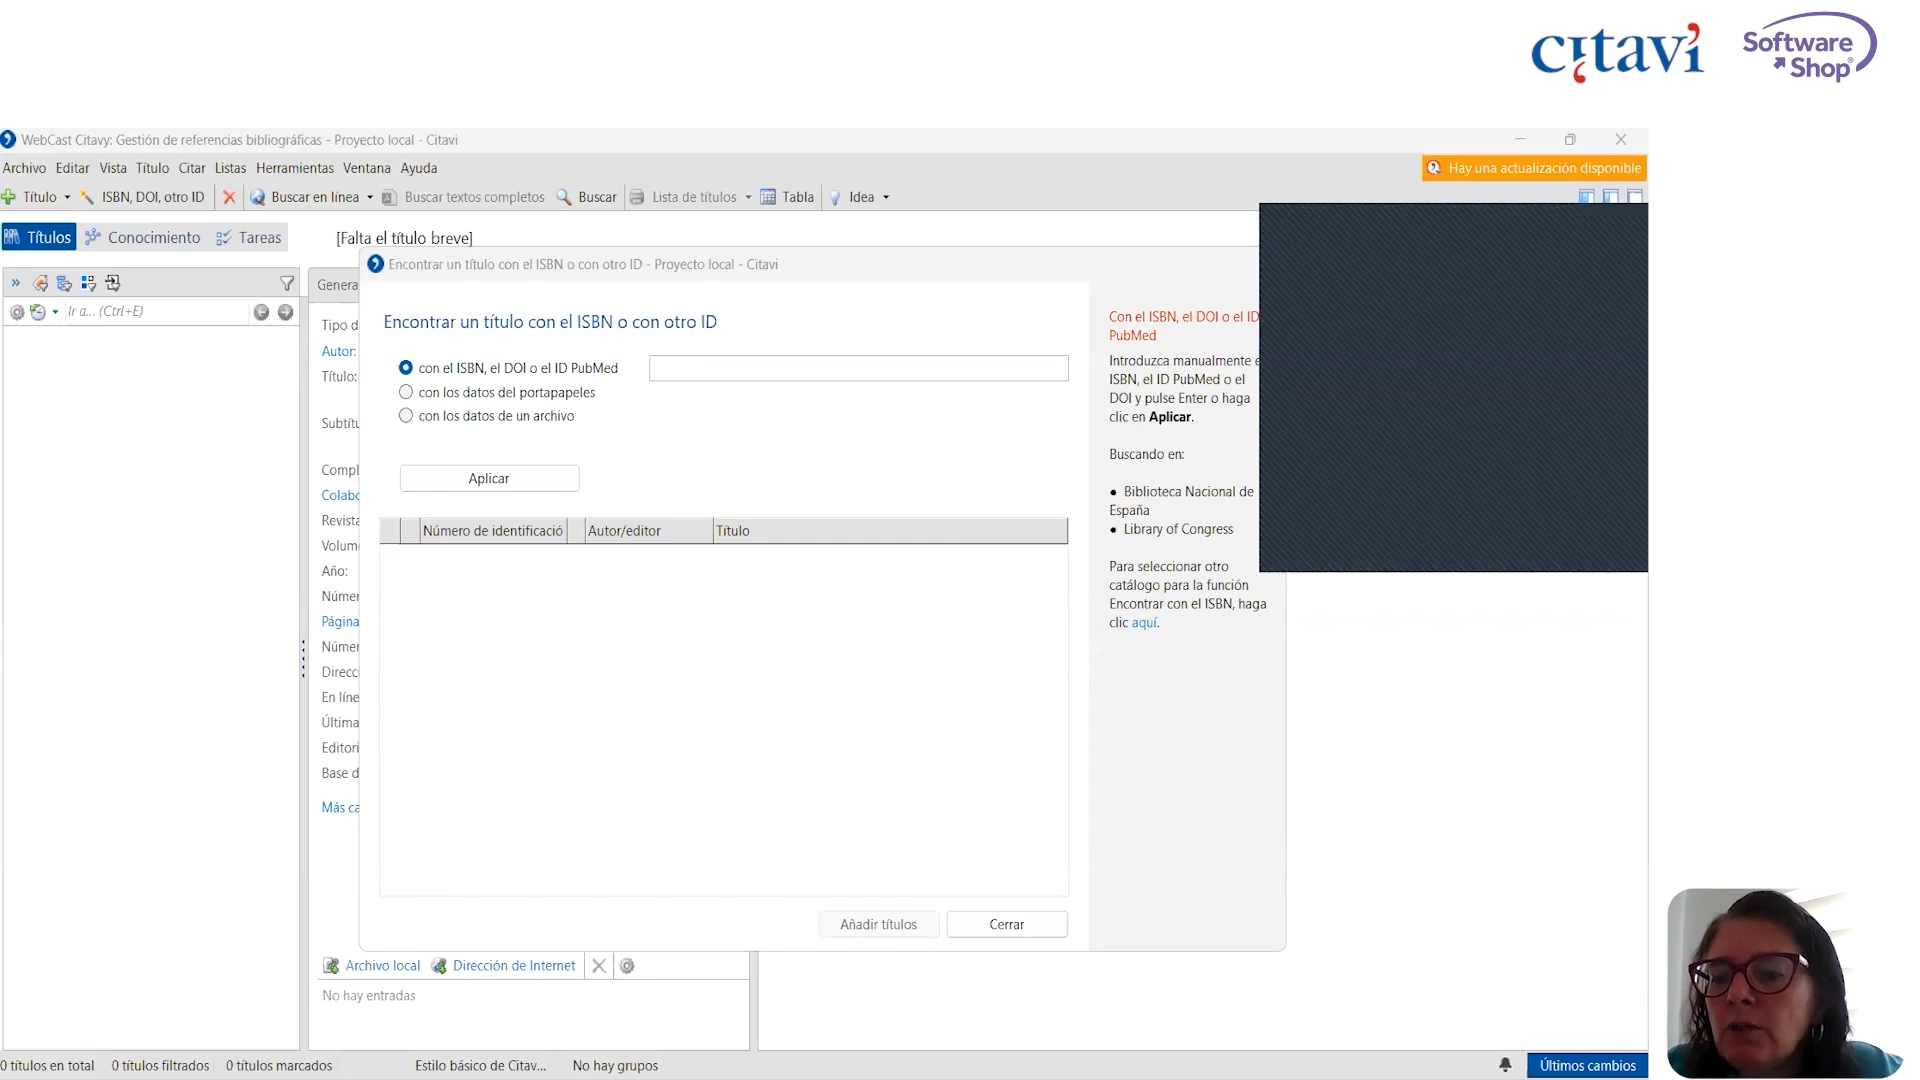 citavi
Software
Shop®
WebCast Citavy: Gestión de referencias bibliográficas - Proyecto local - Citavi
Archivo Editar Vista Título Citar Listas Herramientas Ventana Ayuda
Hay una actualización disponible
Título ISBN, DOI, otro ID Buscar en línea Buscar textos completos Buscar Lista de títulos Tabla Idea
Títulos Conocimiento Tareas
[Falta el título breve]
Ir a... (Ctrl+E)
Genera
Tipo d
Autor:
Título:
Subtítu
Compl
Colabo
Revista
Volum
Año:
Númer
Página
Númer
Direcc
En líne
Última
Editori
Base d
Más ca
Encontrar un título con el ISBN o con otro ID - Proyecto local - Citavi
Encontrar un título con el ISBN o con otro ID
con el ISBN, el DOI o el ID PubMed
con los datos del portapapeles
con los datos de un archivo
Aplicar
Número de identificació Autor/editor Título
Añadir títulos Cerrar
Con el ISBN, el DOI o el ID
PubMed
Introduzca manualmente e
ISBN, el ID PubMed o el
DOI y pulse Enter o haga
clic en Aplicar.
Buscando en:
• Biblioteca Nacional de
España
• Library of Congress
Para seleccionar otro
catálogo para la función
Encontrar con el ISBN, haga
clic aquí.
Archivo local Dirección de Internet
No hay entradas
0 títulos en total 0 títulos filtrados 0 títulos marcados Estilo básico de Citav... No hay grupos
Últimos cambios